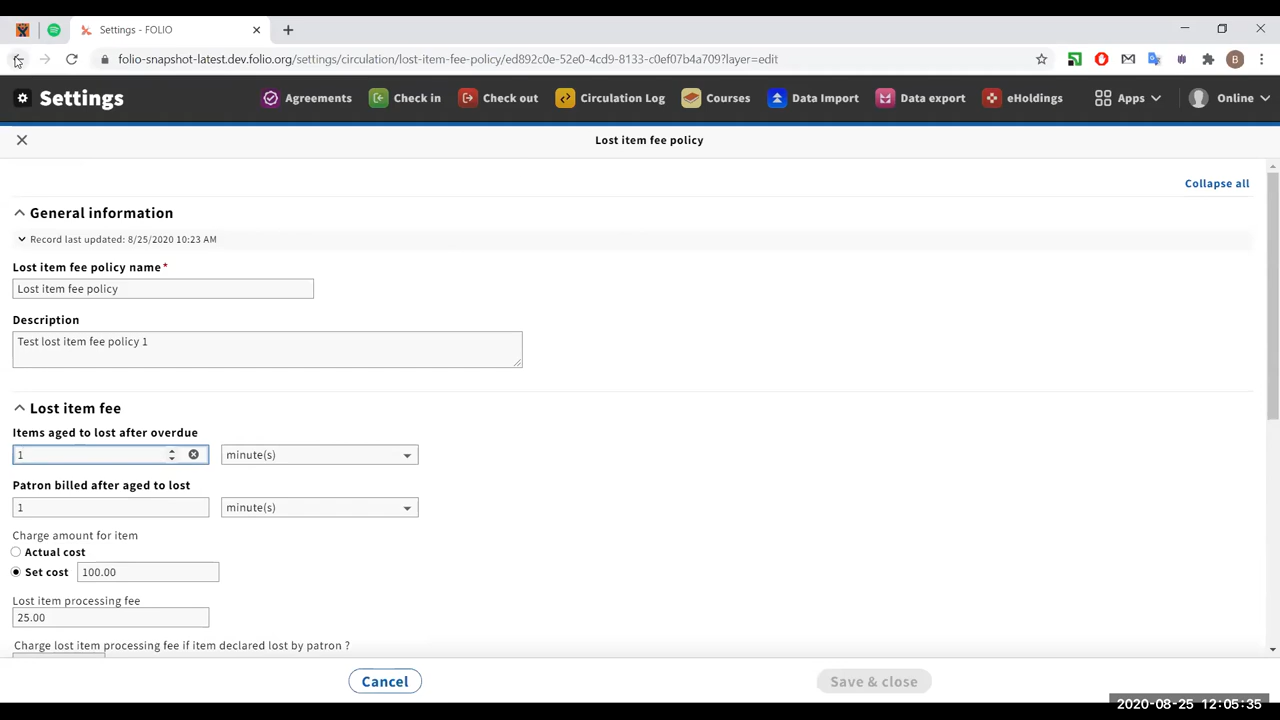 Settings - FOLIO
folio-snapshot-latest.dev.folio.org/settings/circulation/lost-item-fee-policy/ed892c0e-52e0-4cd9-8133-c0ef07b4a709?layer=edit
B
Settings
Agreements
Check in
Check out
Circulation Log
Courses
Data Import
Data export
eHoldings
Apps
Online
Lost item fee policy
Collapse all
General information
Record last updated: 8/25/2020 10:23 AM
Lost item fee policy name*
Lost item fee policy
Description
Test lost item fee policy 1
Lost item fee
Items aged to lost after overdue
1 minute(s)
Patron billed after aged to lost
1 minute(s)
Charge amount for item
Actual cost
Set cost 100.00
Lost item processing fee
25.00
Charge lost item processing fee if item declared lost by patron ?
Cancel
Save & close
2020-08-25 12:05:35